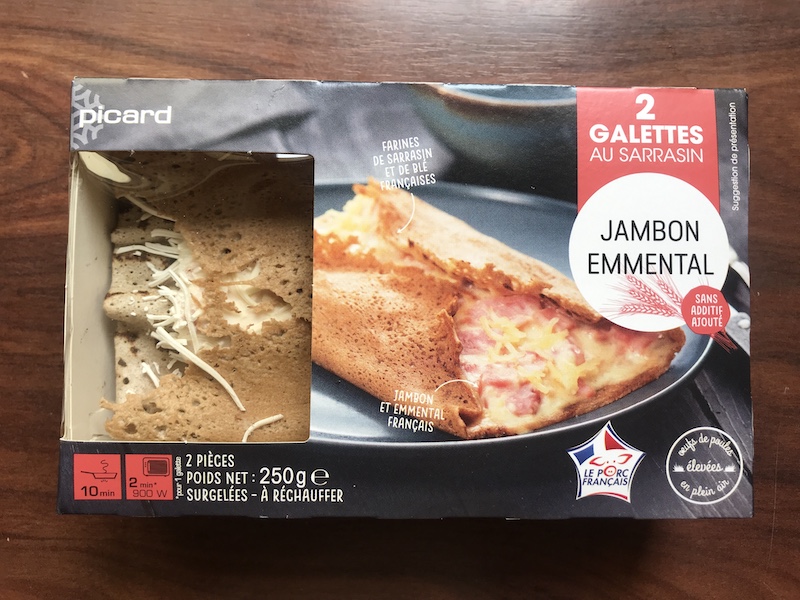 picard
FARINES
DE SARRASIN
ET DE BLÉ
FRANÇAISES
2
GALETTES
AU SARRASIN
Suggestion de présentation
JAMBON
EMMENTAL
SANS
ADDITIF
AJOUTÉ
JAMBON
ET EMMENTAL
FRANÇAIS
10 min
2 min*
900 W
*pour 1 galette
2 PIÈCES
POIDS NET : 250g e
SURGELÉES - À RÉCHAUFFER
LE PORC
FRANÇAIS
œufs de poules
élevées
en plein air